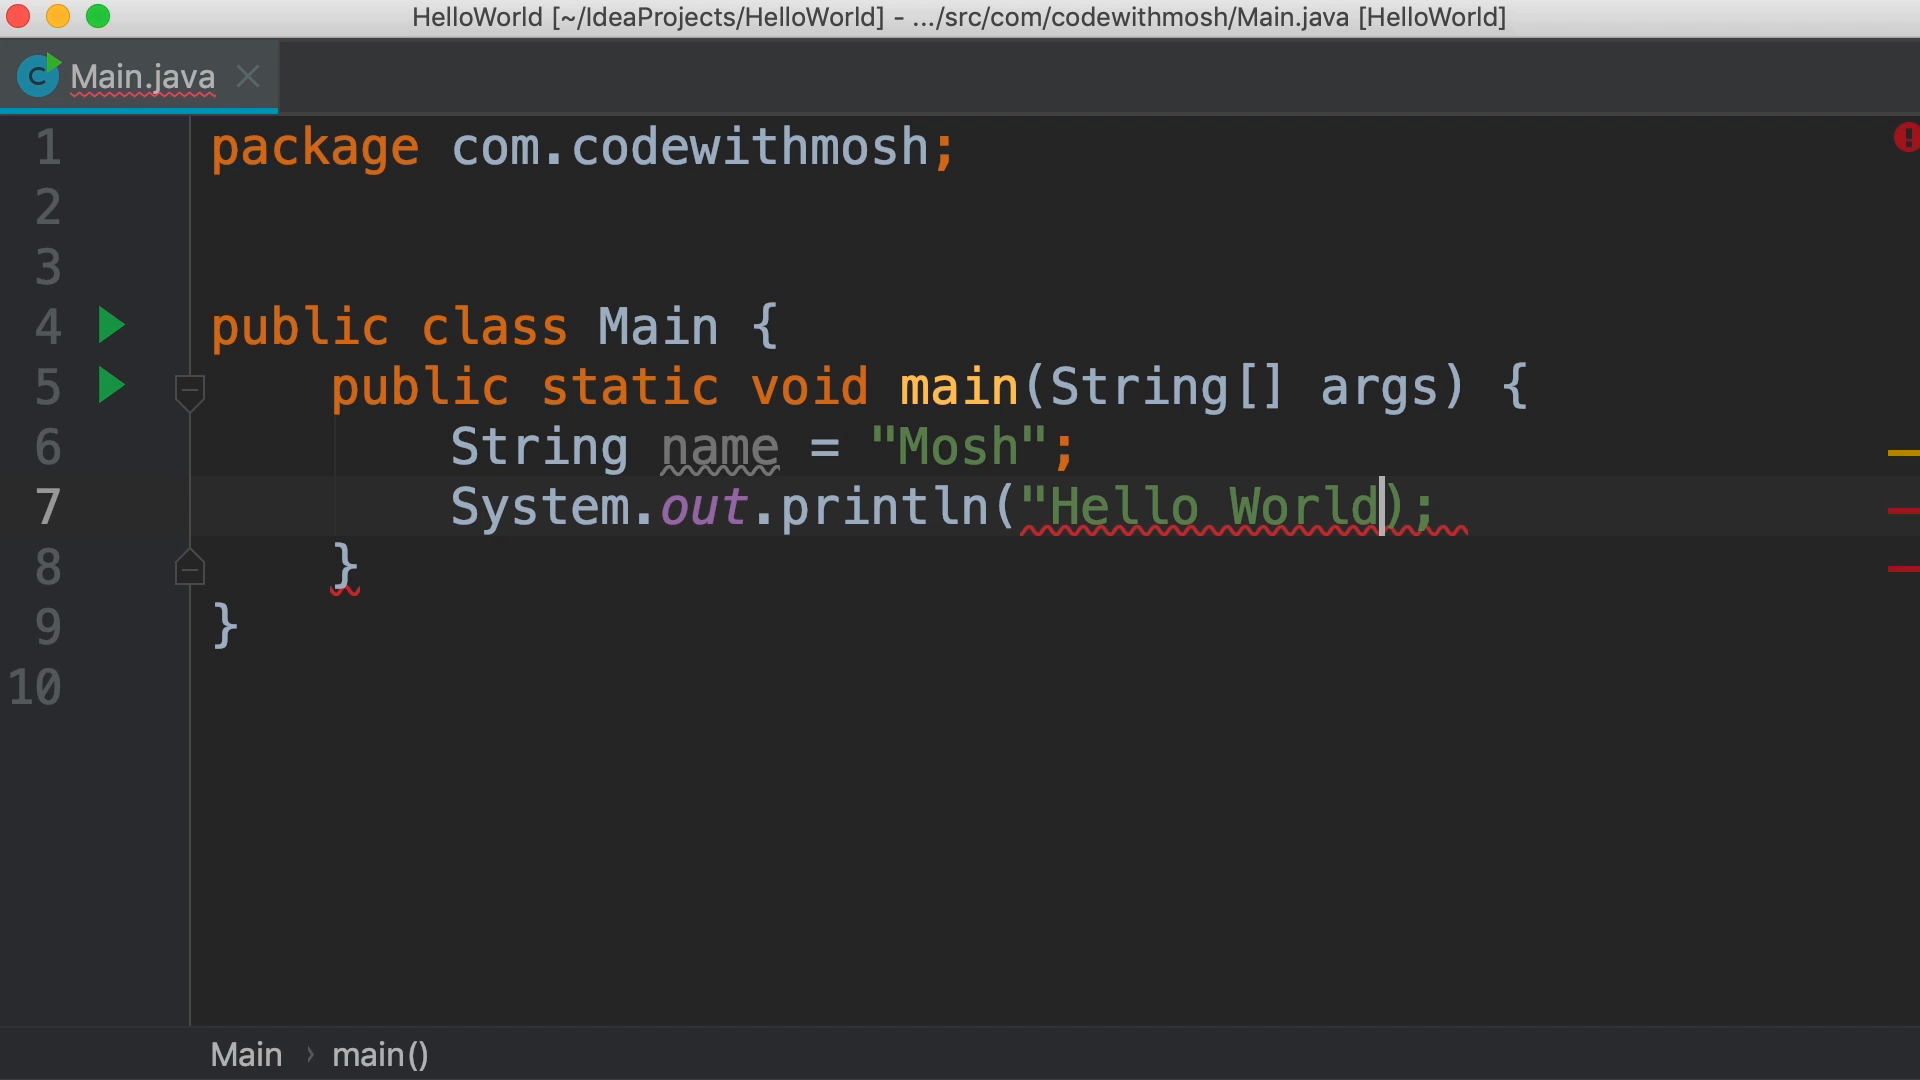 HelloWorld [~/IdeaProjects/HelloWorld] - .../src/com/codewithmosh/Main.java [HelloWorld]
C Main.java
1 package com.codewithmosh;
2
3
4 public class Main {
5 public static void main(String[] args) {
6 String name = "Mosh";
7 System.out.println("Hello World);
8 }
9 }
10
Main › main()